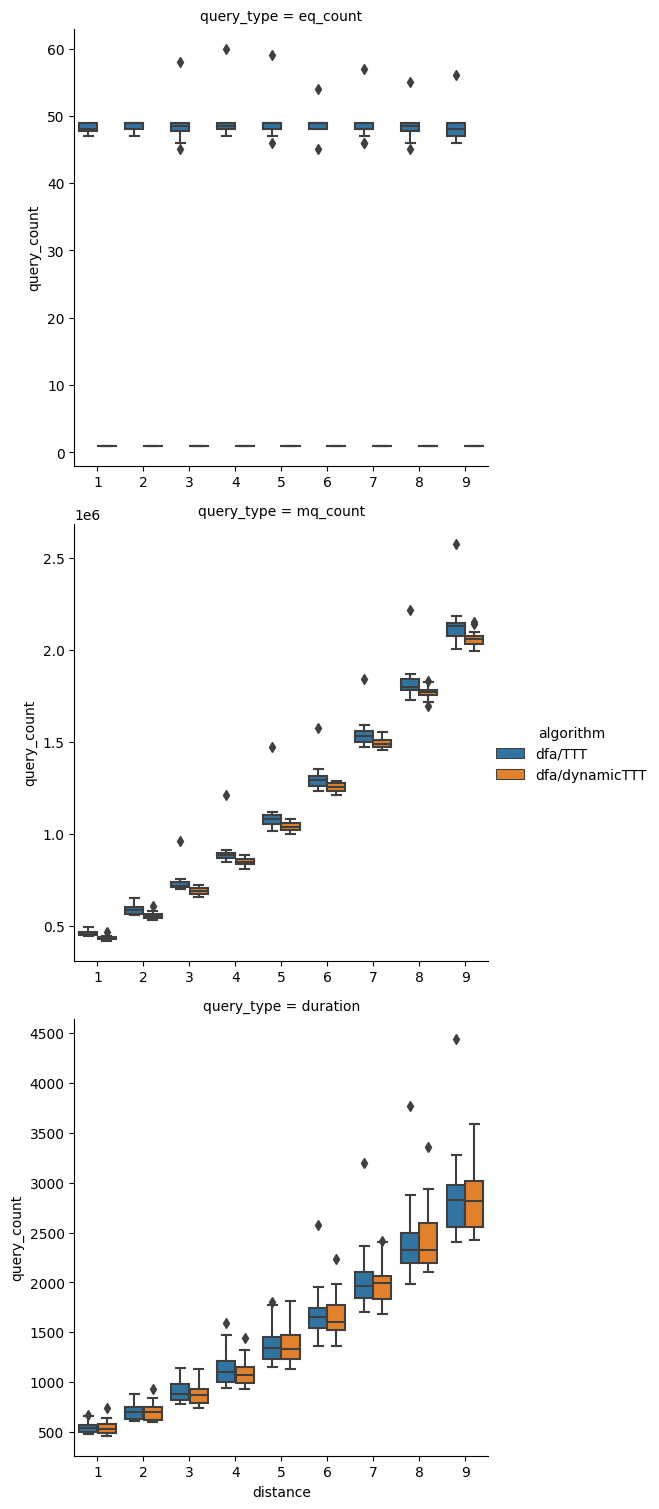 query_type = eq_count
60
50
40
30
20
10
0
query_count
1 2 3 4 5 6 7 8 9
query_type = mq_count
1e6
2.5
2.0
1.5
1.0
0.5
query_count
1 2 3 4 5 6 7 8 9
algorithm
dfa/TTT
dfa/dynamicTTT
query_type = duration
4500
4000
3500
3000
2500
2000
1500
1000
500
query_count
1 2 3 4 5 6 7 8 9
distance